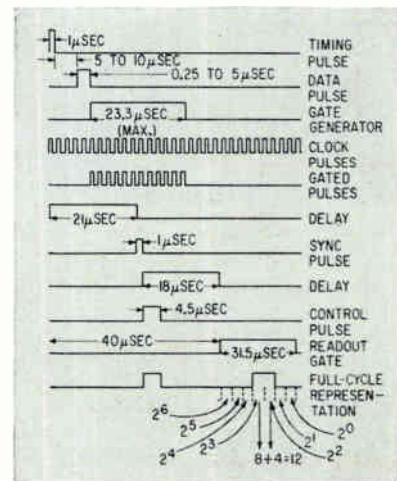 1μSEC
TIMING
PULSE
5 TO 10μSEC
0.25 TO 5μSEC
DATA
PULSE
23.3μSEC
(MAX.)
GATE
GENERATOR
CLOCK
PULSES
GATED
PULSES
21μSEC
DELAY
1μSEC
SYNC
PULSE
18μSEC
DELAY
4.5μSEC
CONTROL
PULSE
40μSEC
31.5μSEC
READOUT
GATE
FULL-CYCLE
REPRESEN-
TATION
2⁶
2⁵
2⁴
2³
8+4=12
2²
2¹
2⁰